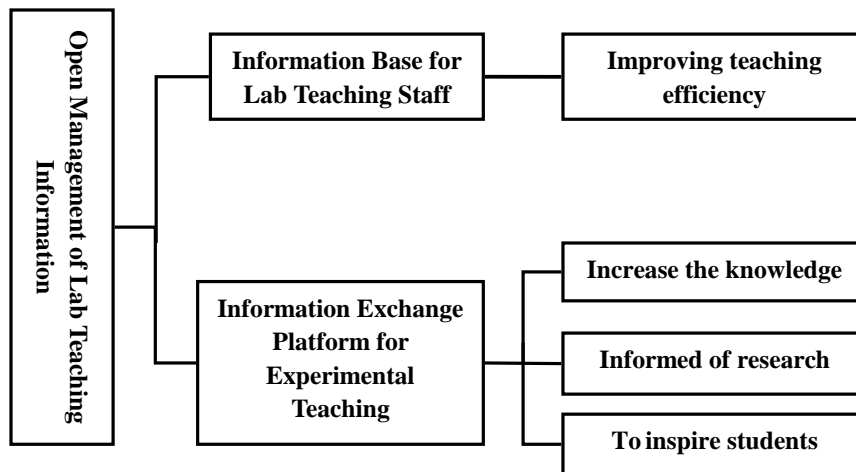 Open Management of Lab Teaching
Information
Information Base for
Lab Teaching Staff
Improving teaching
efficiency
Information Exchange
Platform for
Experimental
Teaching
Increase the knowledge
Informed of research
To inspire students